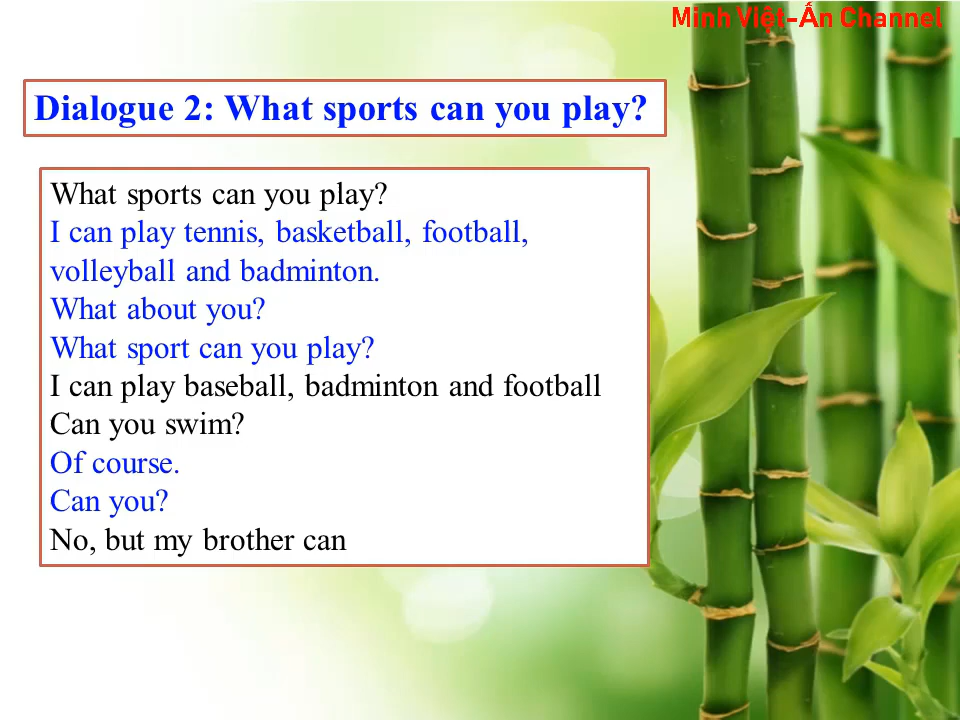 Minh Việt-Ấn Channel
Dialogue 2: What sports can you play?
What sports can you play?
I can play tennis, basketball, football,
volleyball and badminton.
What about you?
What sport can you play?
I can play baseball, badminton and football
Can you swim?
Of course.
Can you?
No, but my brother can